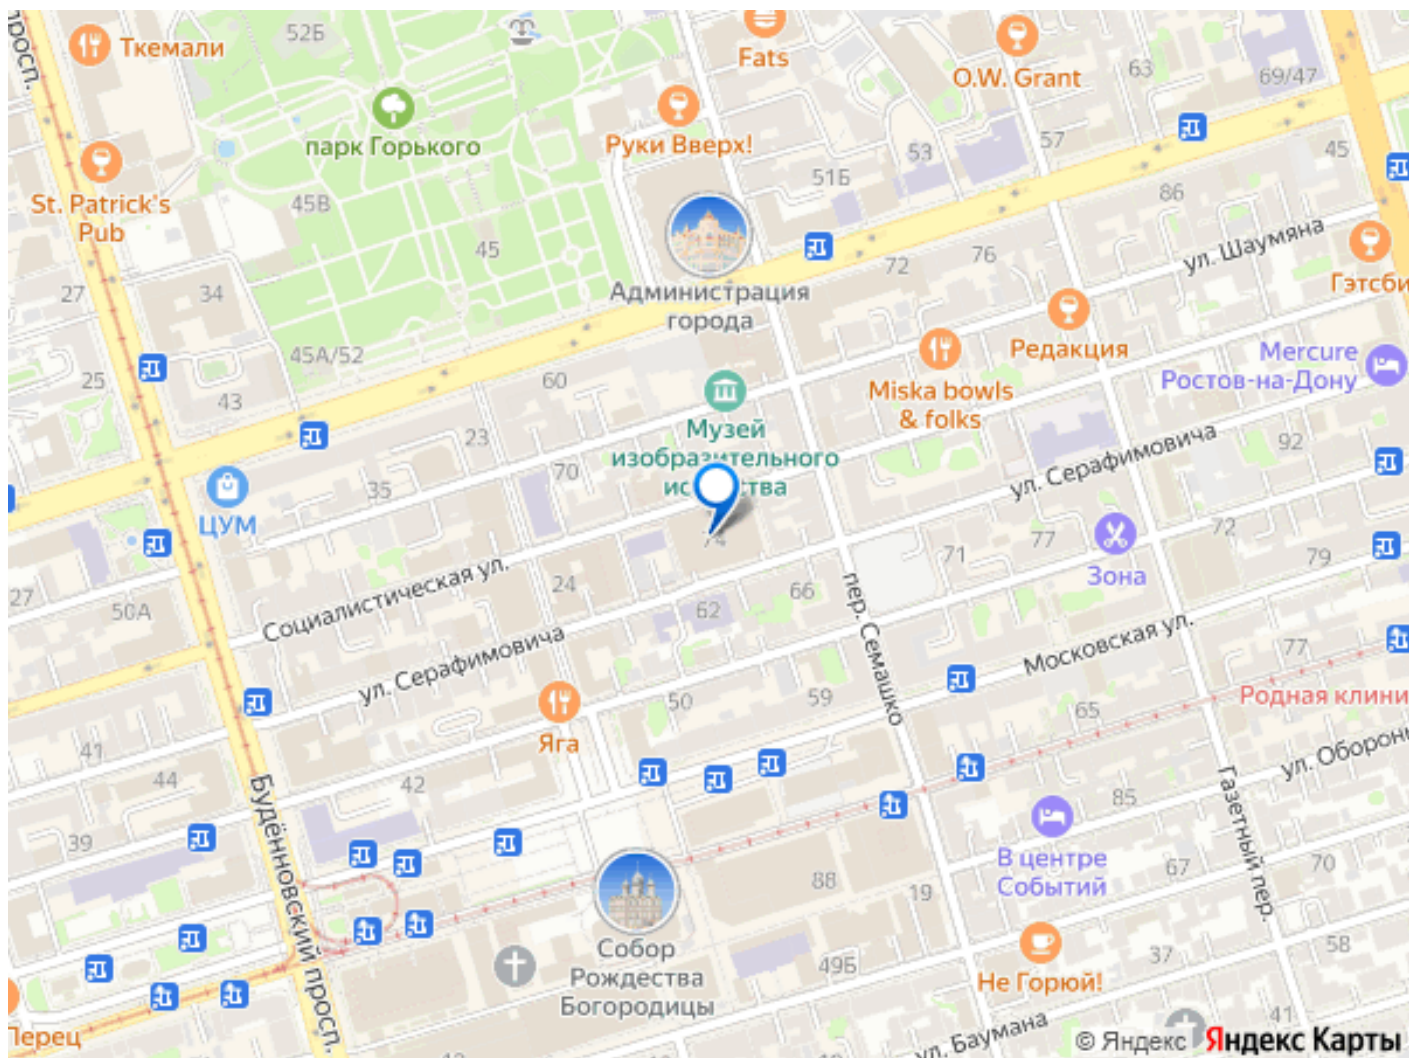 просп.
Ткемали
52Б
Fats
O.W. Grant
63
69/47
парк Горького
Руки Вверх!
53
57
45
St. Patrick's
Pub
45В
45
51Б
86
ул. Шаумяна
27
34
Администрация
города
72
76
Гэтсби
45А/52
25
43
60
Редакция
Mercure
Ростов-на-Дону
Miska bowls
& folks
23
Музей
изобразительного
35
70
ул. Серафимовича
92
ЦУМ
74
71
77
72
79
Зона
Социалистическая ул.
24
66
62
27
50А
пер. Семашко
Московская ул.
77
ул. Серафимовича
50
59
65
Родная клини
Яга
41
44
42
ул. Оборон
Будённовский просп.
Газетный пер.
85
39
В центре
Событий
67
70
88
19
Собор
Рождества
Богородицы
49Б
Не Горюй!
37
58
Перец
ул. Баумана
41
© Яндекс Яндекс Карты